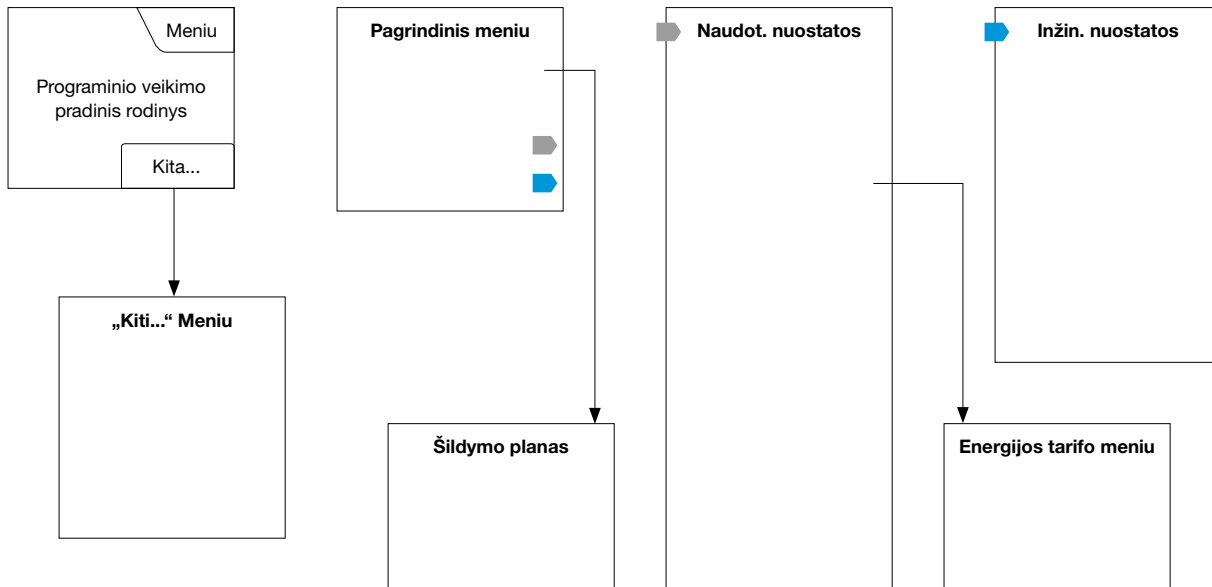 Meniu
Programinio veikimo
pradinis rodinys
Kita...
„Kiti...“ Meniu
Pagrindinis meniu
Šildymo planas
Naudot. nuostatos
Energijos tarifo meniu
Inžin. nuostatos